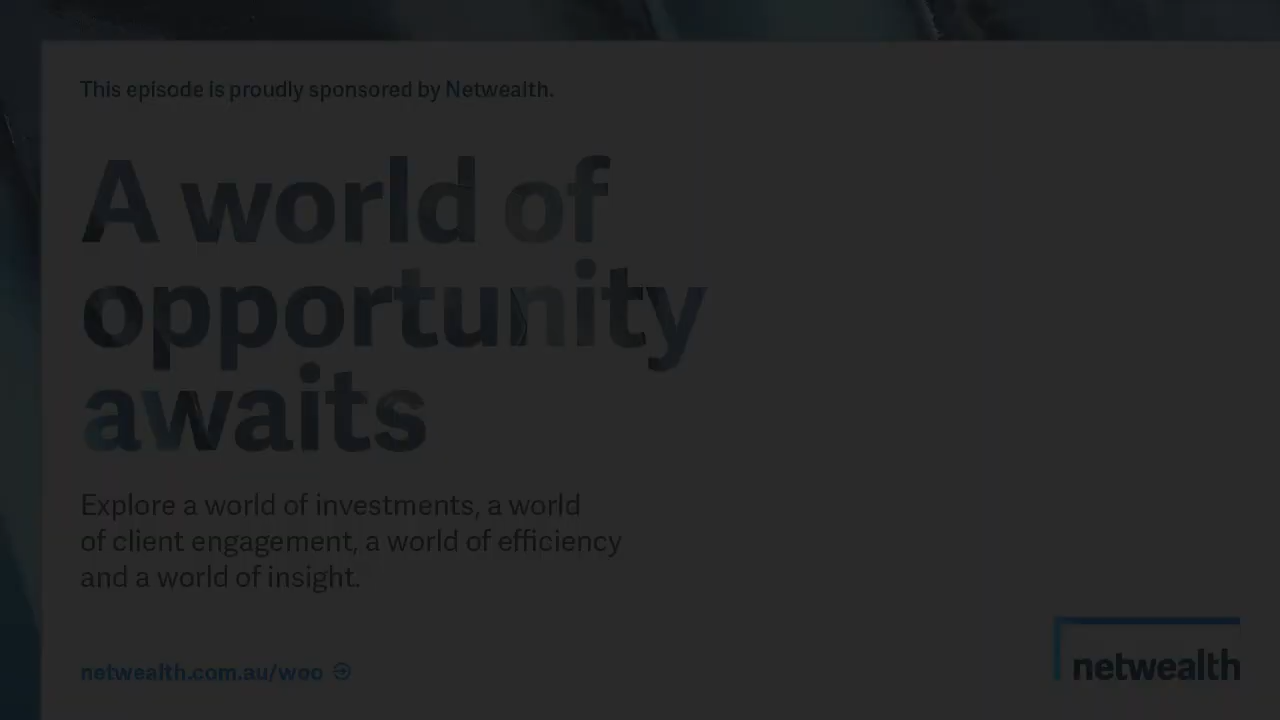 This episode is proudly sponsored by Netwealth.
A world of
opportunity
awaits
Explore a world of investments, a world
of client engagement, a world of efficiency
and a world of insight.
netwealth.com.au/woo
netwealth